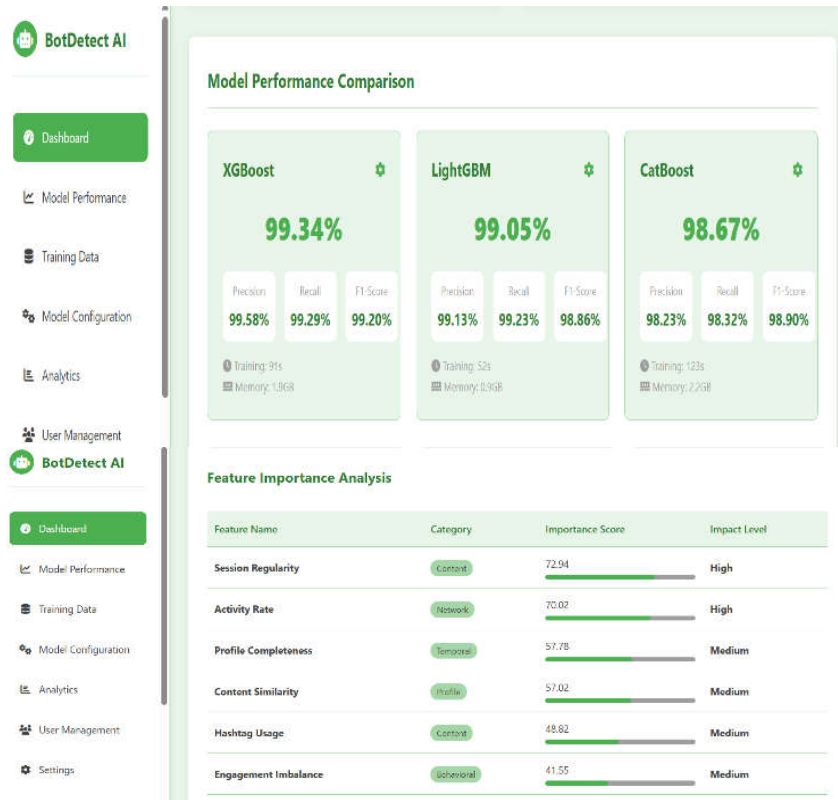 BotDetect AI
Dashboard
Model Performance
Training Data
Model Configuration
Analytics
User Management
Model Performance Comparison
XGBoost
99.34%
Precision Recall F1-Score
99.58% 99.29% 99.20%
Training: 91s
Memory: 1.9GB
LightGBM
99.05%
Precision Recall F1-Score
99.13% 99.23% 98.86%
Training: 52s
Memory: 0.9GB
CatBoost
98.67%
Precision Recall F1-Score
98.23% 98.32% 98.90%
Training: 123s
Memory: 2.2GB
BotDetect AI
Dashboard
Model Performance
Training Data
Model Configuration
Analytics
User Management
Settings
Feature Importance Analysis
Feature Name Category Importance Score Impact Level
Session Regularity Content 72.94 High
Activity Rate Network 70.02 High
Profile Completeness Temporal 57.78 Medium
Content Similarity Profile 57.02 Medium
Hashtag Usage Content 48.82 Medium
Engagement Imbalance Behavioral 41.55 Medium